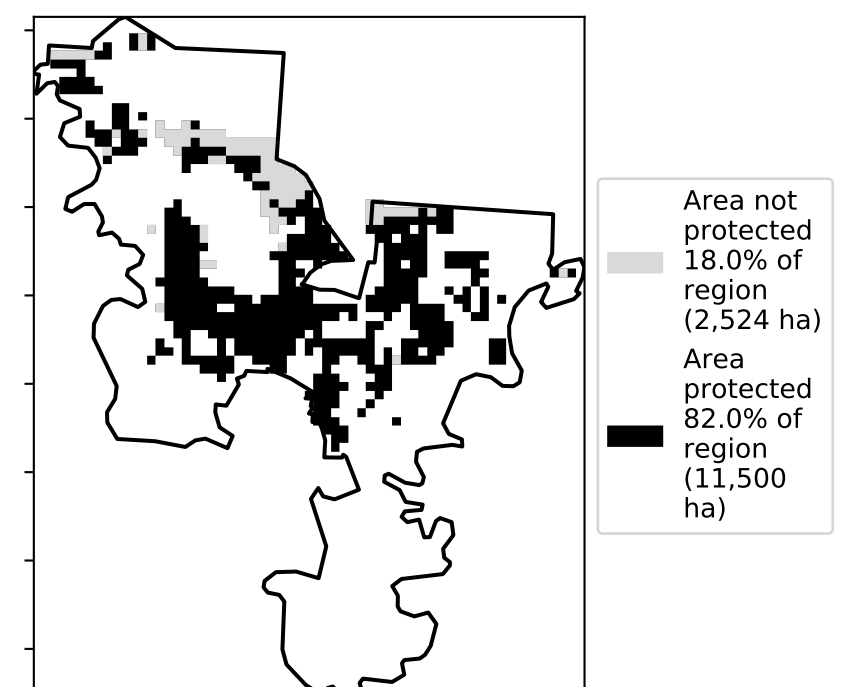 Area not
protected
18.0% of
region
(2,524 ha)
Area
protected
82.0% of
region
(11,500
ha)